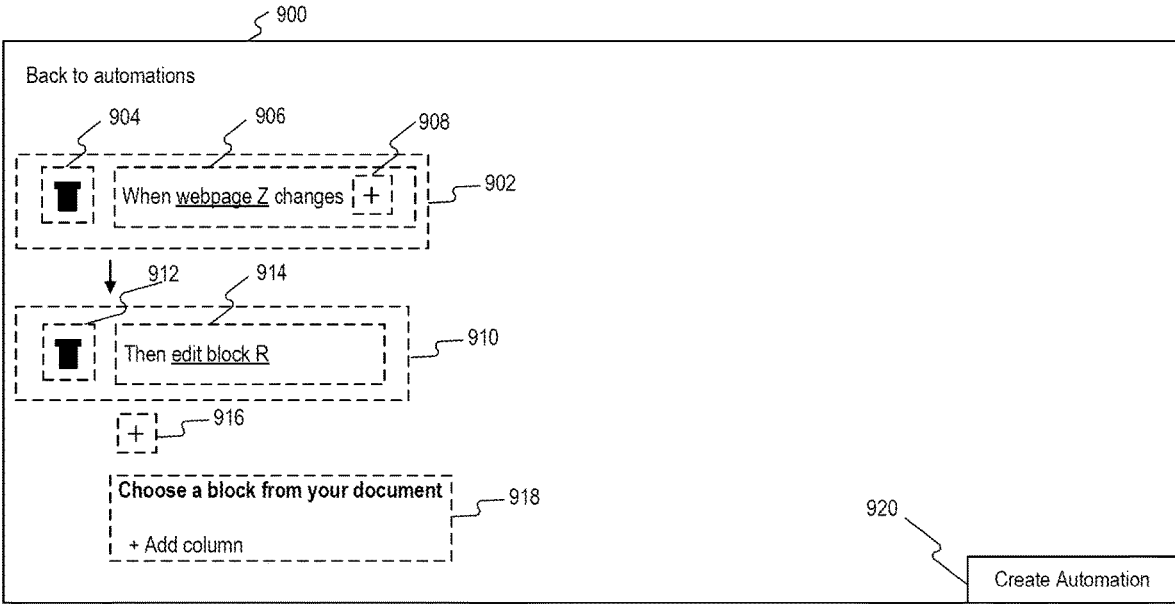 900
Back to automations
904
906
908
When webpage Z changes +
902
912
914
Then edit block R
910
+
916
Choose a block from your document
918
+ Add column
920
Create Automation